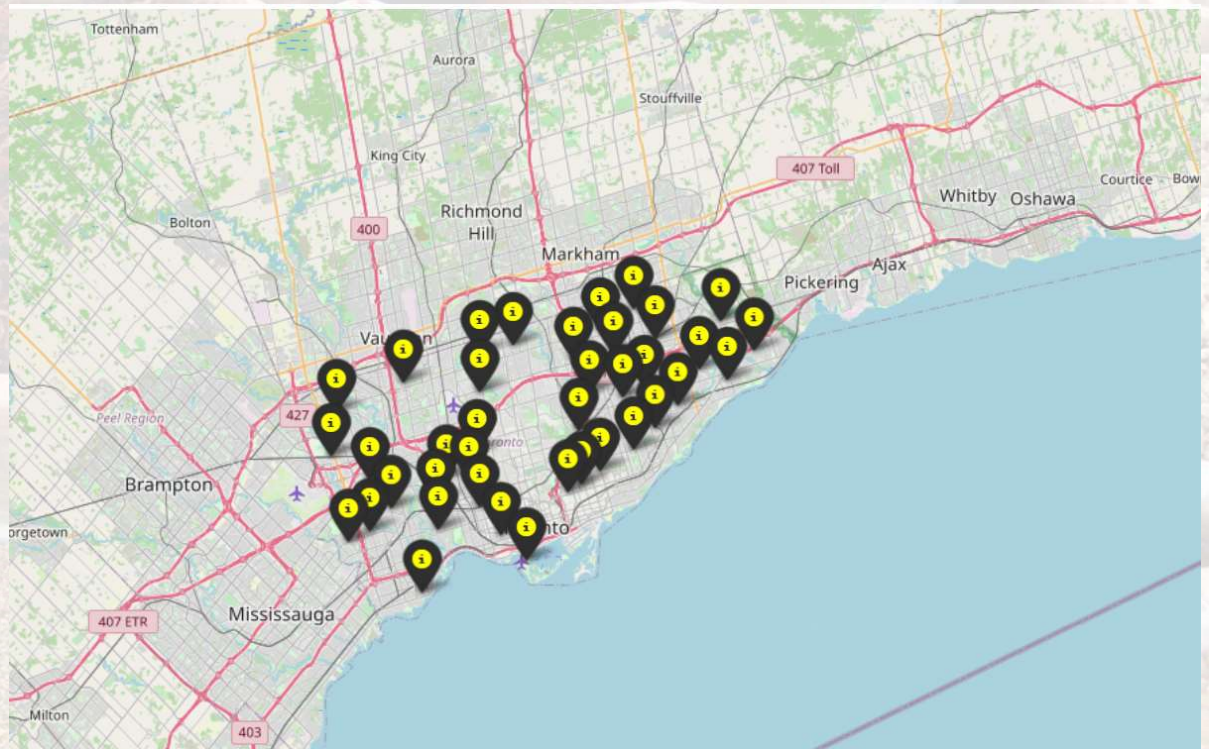 Tottenham
Aurora
Stouffville
King City
407 Toll
Courtice
Whitby
Oshawa
Richmond
Hill
Bolton
400
Markham
Ajax
Pickering
Peel Region
427
Brampton
Mississauga
407 ETR
Milton
403